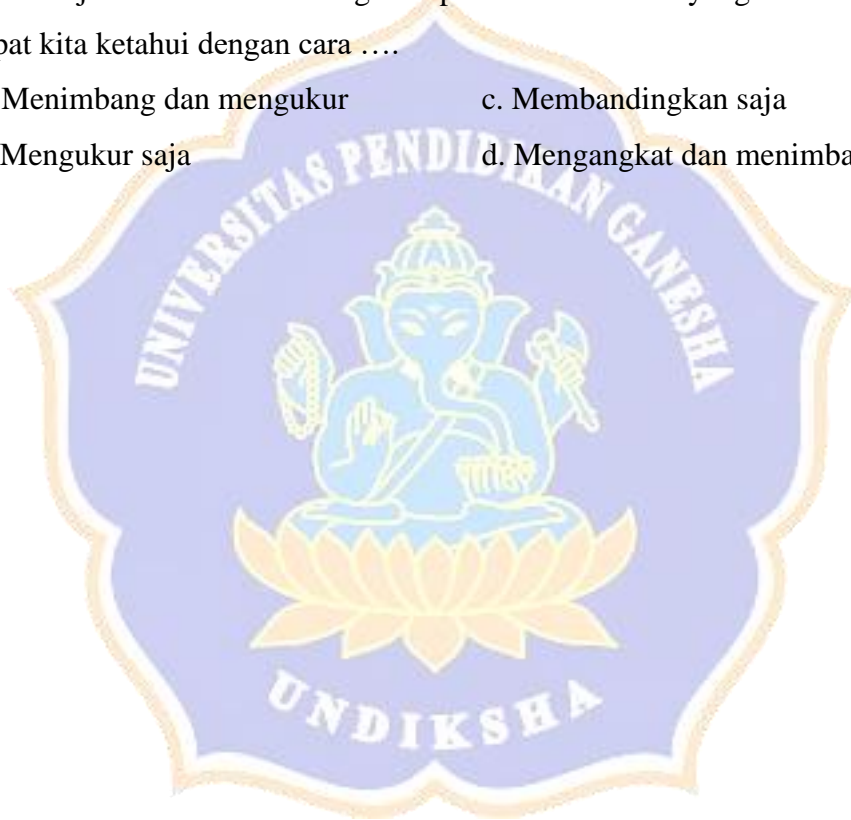 pat kita ketahui dengan cara ….
Menimbang dan mengukur c. Membandingkan saja
Mengukur saja d. Mengangkat dan menimba
UNIVERSITAS PENDIDIKAN GANESHA
UNDIKSHA